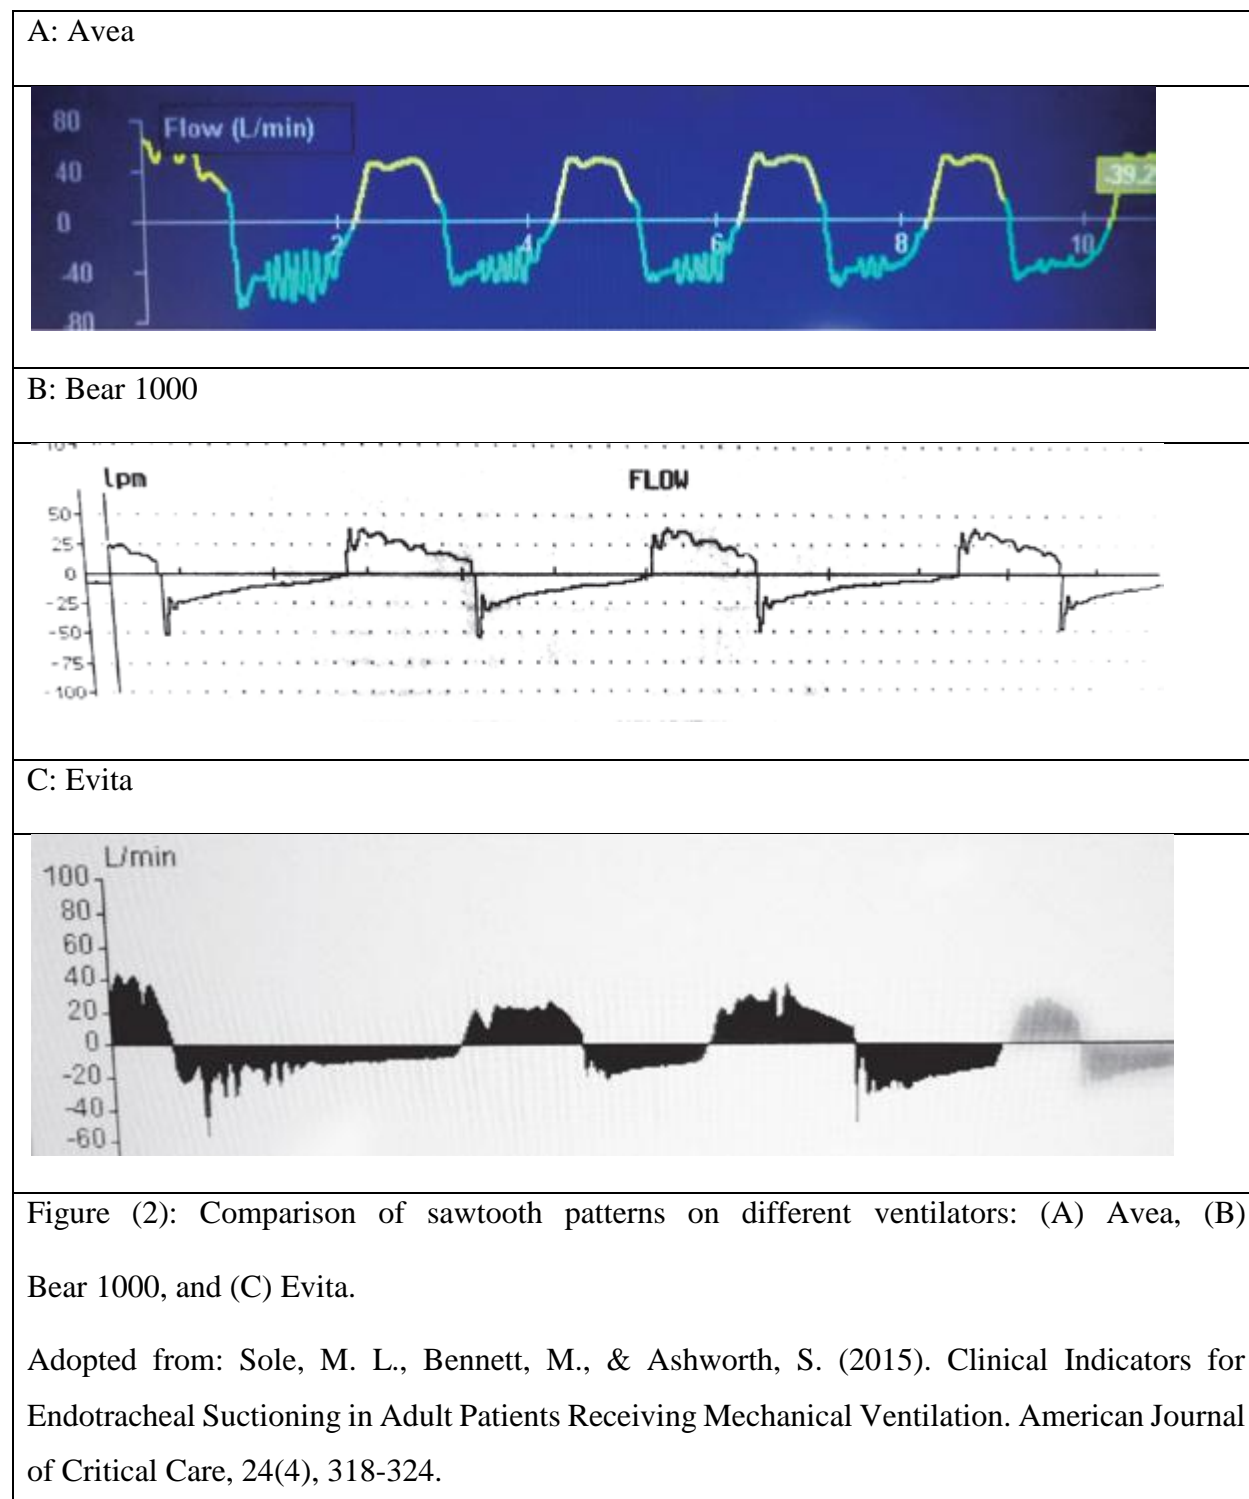 A: Avea
80
Flow (L/min)
40
-39.2
0
2
4
6
8
10
-40
-80
B: Bear 1000
lpm
FLOW
50
25
0
-25
-50
-75
-100
C: Evita
L/min
100
80
60
40
20
0
-20
-40
-60
Figure (2): Comparison of sawtooth patterns on different ventilators: (A) Avea, (B)
Bear 1000, and (C) Evita.
Adopted from: Sole, M. L., Bennett, M., & Ashworth, S. (2015). Clinical Indicators for
Endotracheal Suctioning in Adult Patients Receiving Mechanical Ventilation. American Journal
of Critical Care, 24(4), 318-324.